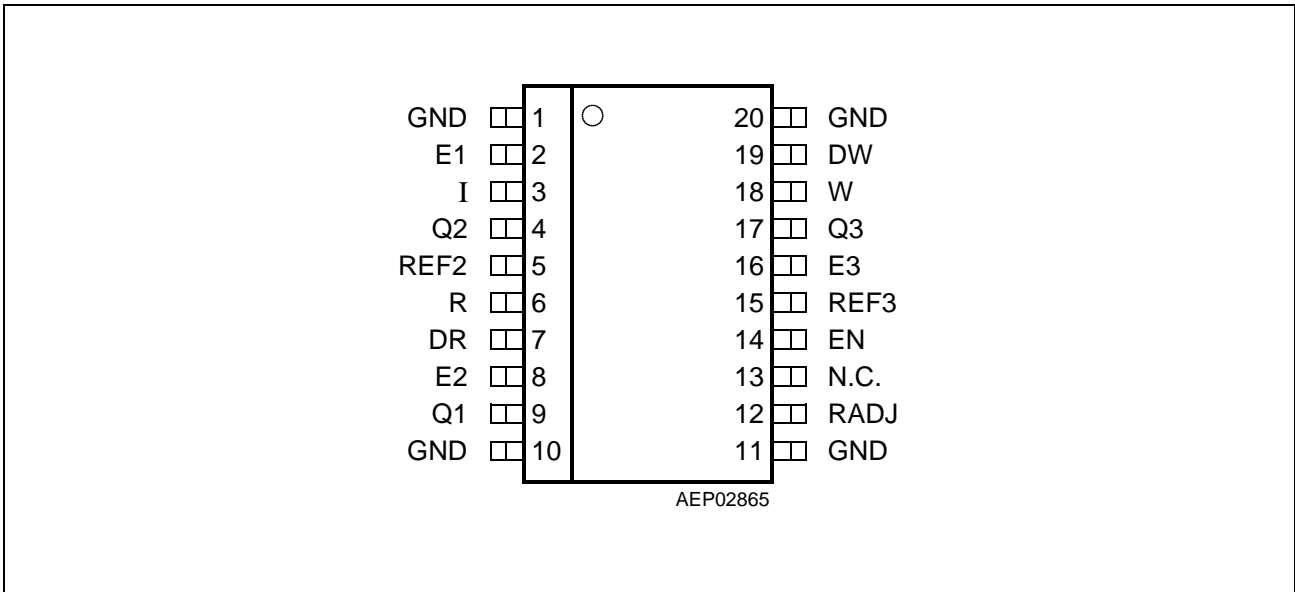 GND 1 20 GND
E1 2 19 DW
I 3 18 W
Q2 4 17 Q3
REF2 5 16 E3
R 6 15 REF3
DR 7 14 EN
E2 8 13 N.C.
Q1 9 12 RADJ
GND 10 11 GND
AEP02865